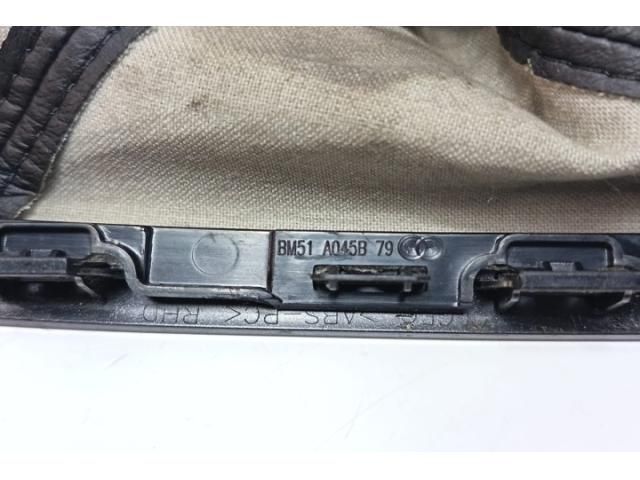 BM51 A045B 79
>ABS-PC< RHD